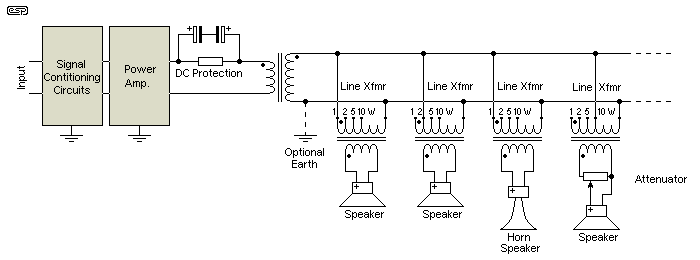 esp
Input
Signal
Contitioning
Circuits
Power
Amp.
+
+
DC Protection
Optional
Earth
Line Xfmr
Line Xfmr
Line Xfmr
Line Xfmr
1 2 5 10 W
1 2 5 10 W
1 2 5 10 W
1 2 5 10 W
+
+
+
+
Speaker
Speaker
Horn
Speaker
Speaker
Attenuator